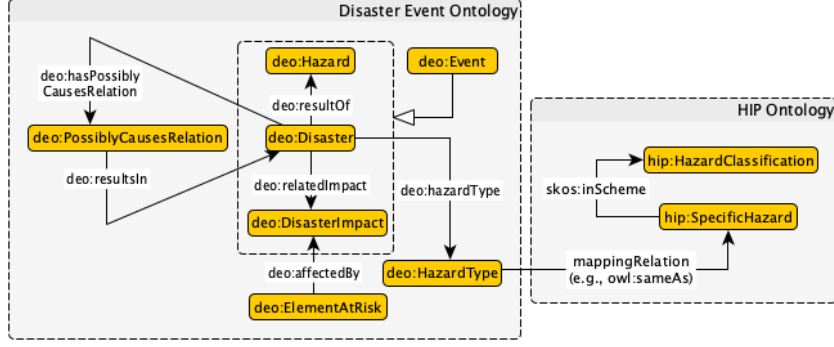 Disaster Event Ontology
deo:hasPossibly
CausesRelation
deo:Hazard
deo:Event
deo:resultOf
deo:PossiblyCausesRelation
deo:Disaster
deo:resultsIn
deo:relatedImpact
deo:hazardType
deo:DisasterImpact
deo:affectedBy
deo:HazardType
deo:ElementAtRisk
HIP Ontology
hip:HazardClassification
skos:inScheme
hip:SpecificHazard
mappingRelation
(e.g., owl:sameAs)